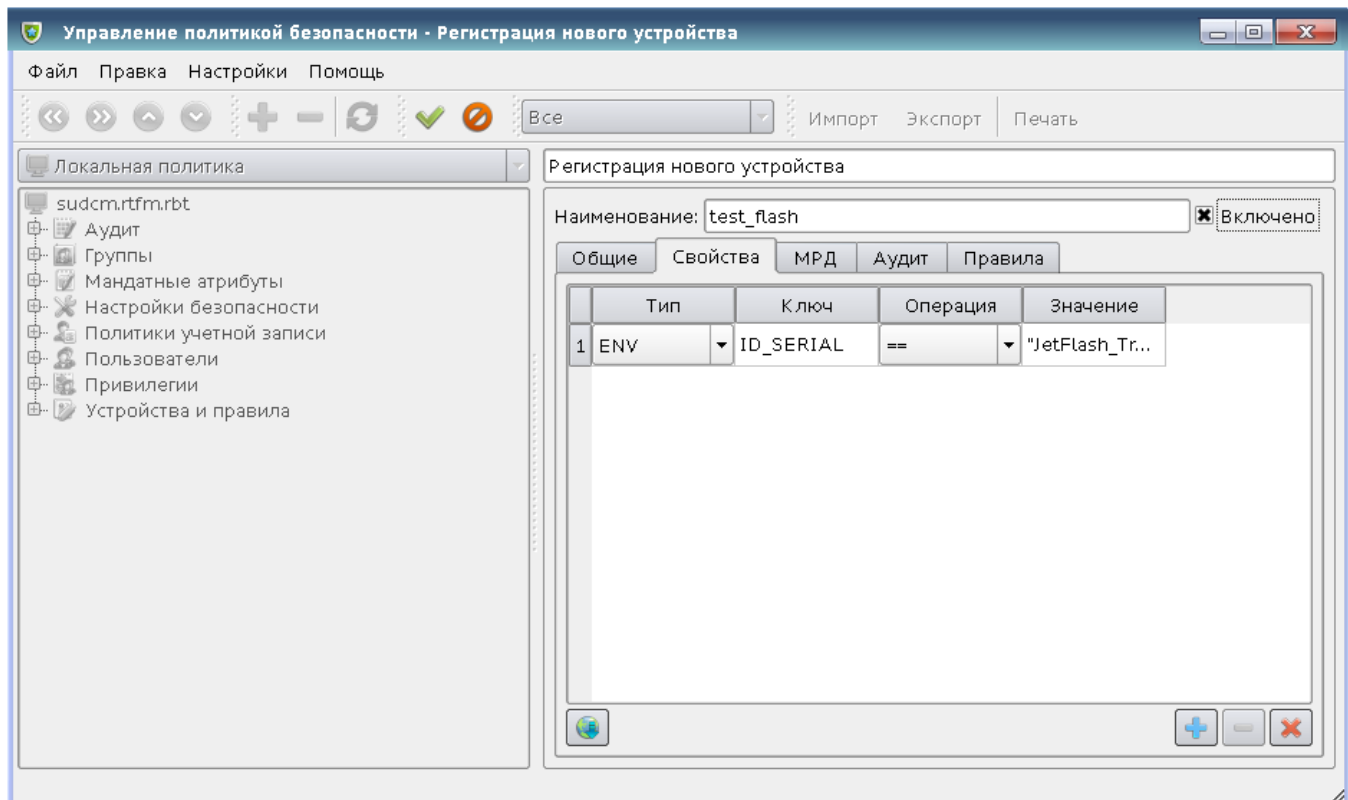 Управление политикой безопасности - Регистрация нового устройства
Файл Правка Настройки Помощь
Все Импорт Экспорт Печать
Локальная политика
sudcm.rtfm.rbt
Аудит
Группы
Мандатные атрибуты
Настройки безопасности
Политики учетной записи
Пользователи
Привилегии
Устройства и правила
Регистрация нового устройства
Наименование: test_flash Включено
Общие Свойства МРД Аудит Правила
Тип Ключ Операция Значение
1 ENV ID_SERIAL == "JetFlash_Tr...